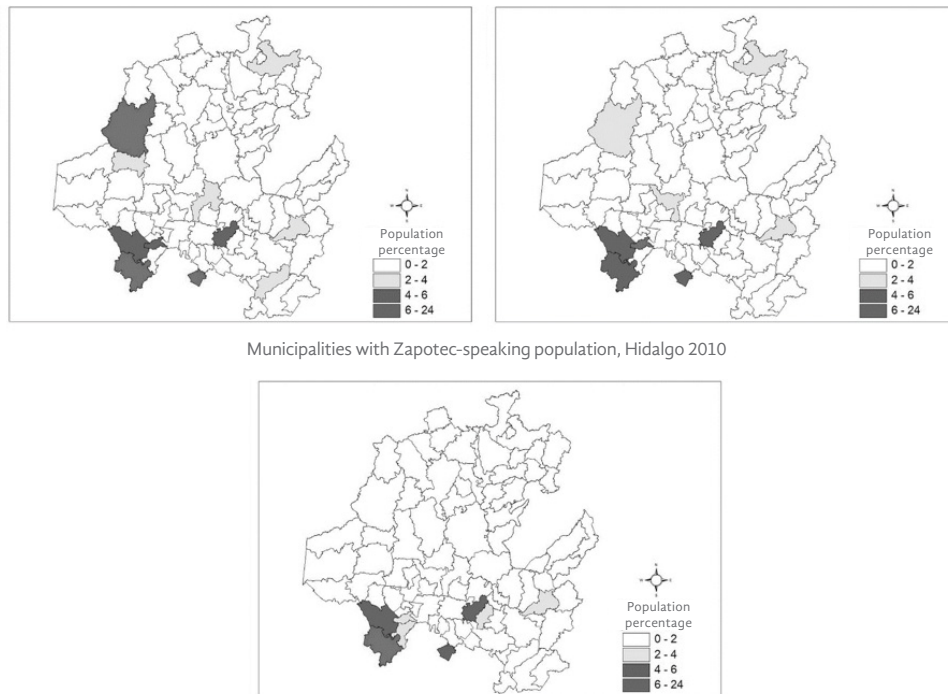 N
W E
S
Population
percentage
0 - 2
2 - 4
4 - 6
6 - 24
N
W E
S
Population
percentage
0 - 2
2 - 4
4 - 6
6 - 24
Municipalities with Zapotec-speaking population, Hidalgo 2010
N
W E
S
Population
percentage
0 - 2
2 - 4
4 - 6
6 - 24